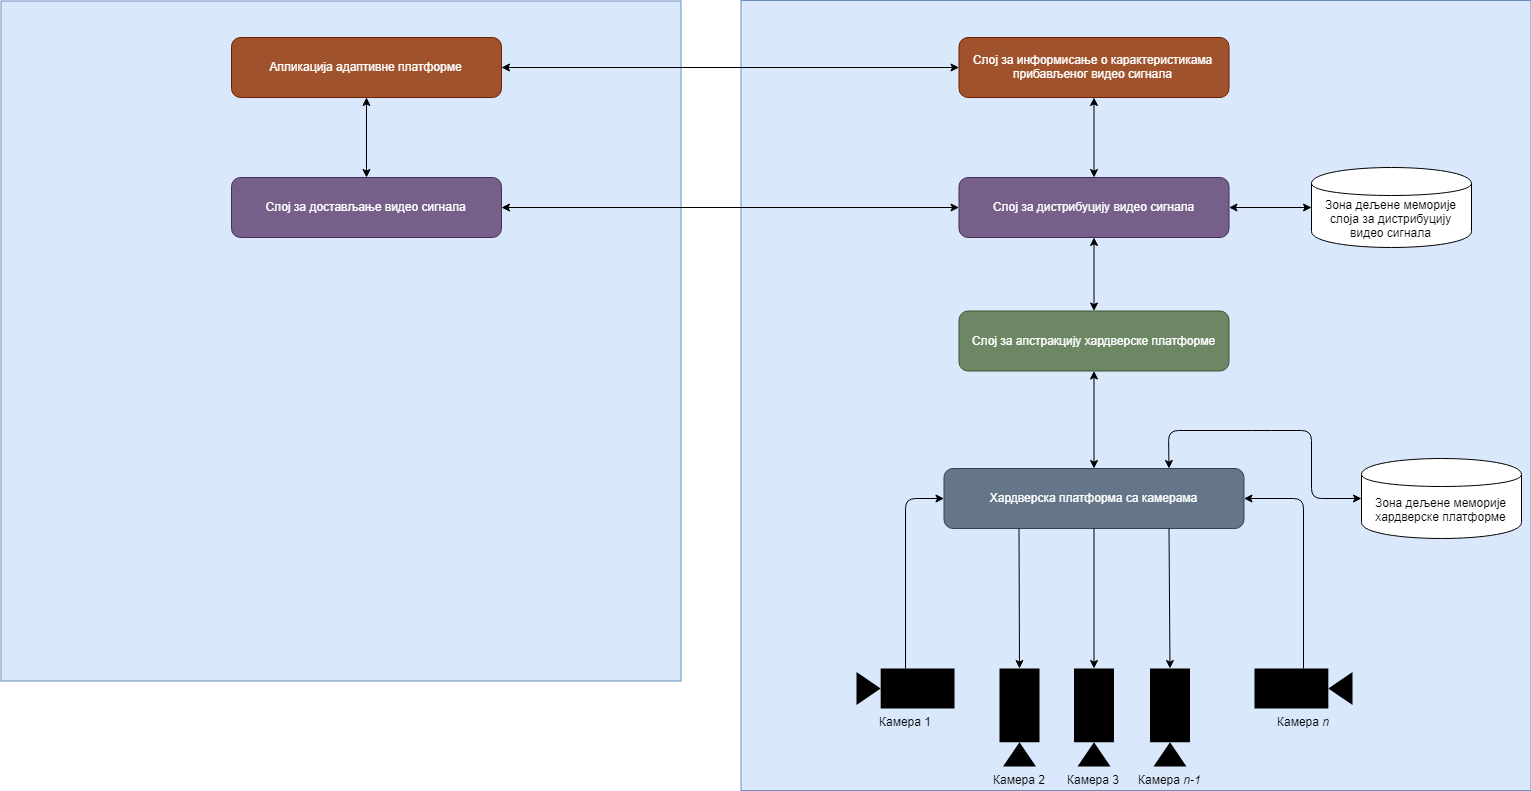 Апликација адаптивне платформе
Слој за информисање о карактеристикама
прибављеног видео сигнала
Слој за достављање видео сигнала
Слој за дистрибуцију видео сигнала
Зона дељене меморије
слоја за дистрибуцију
видео сигнала
Слој за апстракцију хардверске платформе
Хардверска платформа са камерама
Зона дељене меморије
хардверске платформе
Камера 1
Камера n
Камера 2
Камера 3
Камера n-1